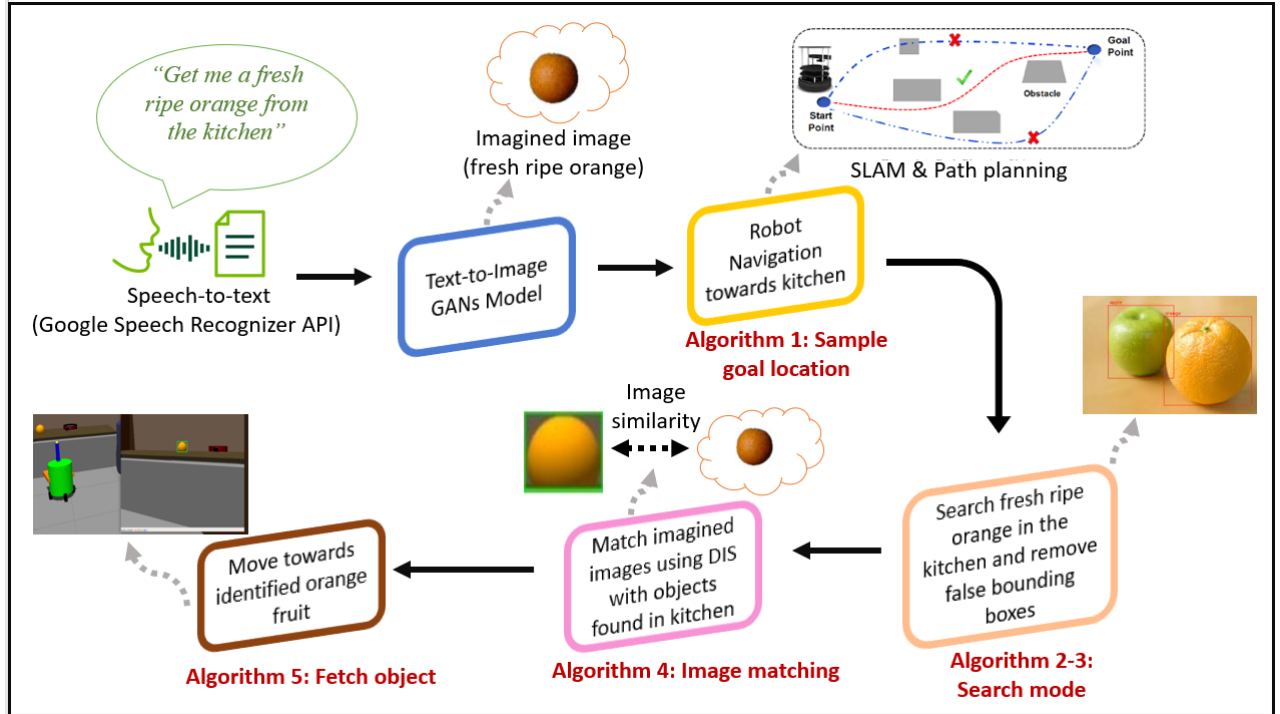 “Get me a fresh
ripe orange from
the kitchen”
Speech-to-text
(Google Speech Recognizer API)
Text-to-Image
GANs Model
Imagined image
(fresh ripe orange)
Robot
Navigation
towards kitchen
Algorithm 1: Sample
goal location
Start
Point
Goal
Point
Obstacle
SLAM & Path planning
apple
orange
Search fresh ripe
orange in the
kitchen and remove
false bounding
boxes
Algorithm 2-3:
Search mode
Image
similarity
Match imagined
images using DIS
with objects
found in kitchen
Algorithm 4: Image matching
Move towards
identified orange
fruit
Algorithm 5: Fetch object